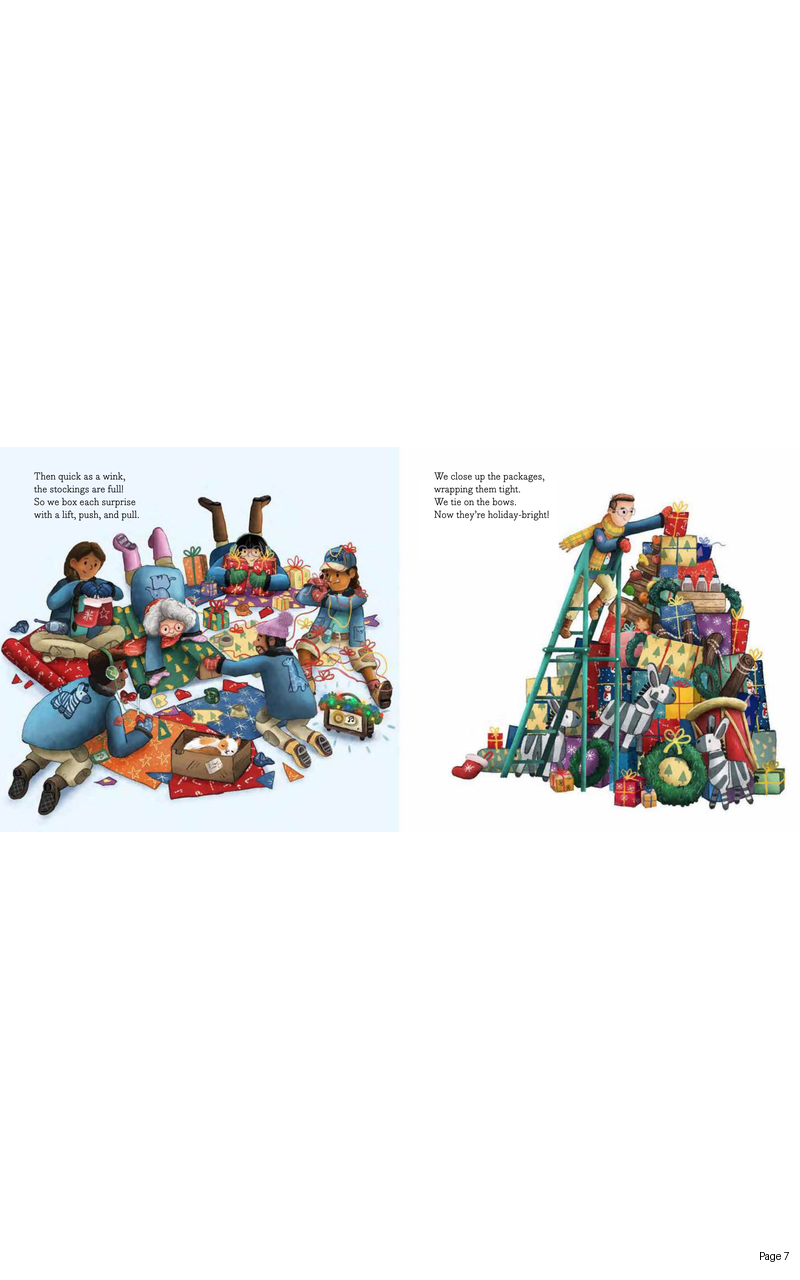 Then quick as a wink,
the stockings are full!
So we box each surprise
with a lift, push, and pull.
We close up the packages,
wrapping them tight.
We tie on the bows.
Now they're holiday-bright!
Page 7